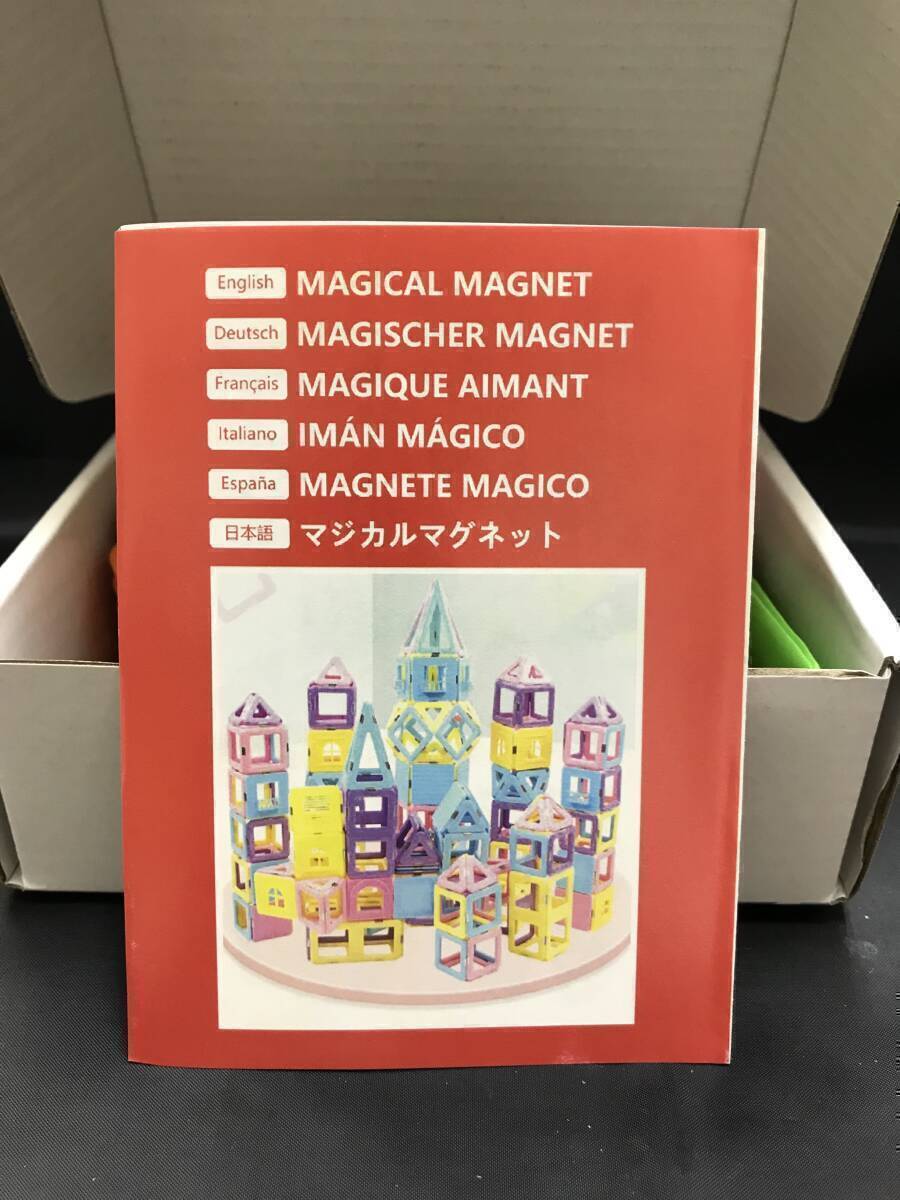 English MAGICAL MAGNET
Deutsch MAGISCHER MAGNET
Français MAGIQUE AIMANT
Italiano IMÁN MÁGICO
España MAGNETE MAGICO
日本語 マジカルマグネット